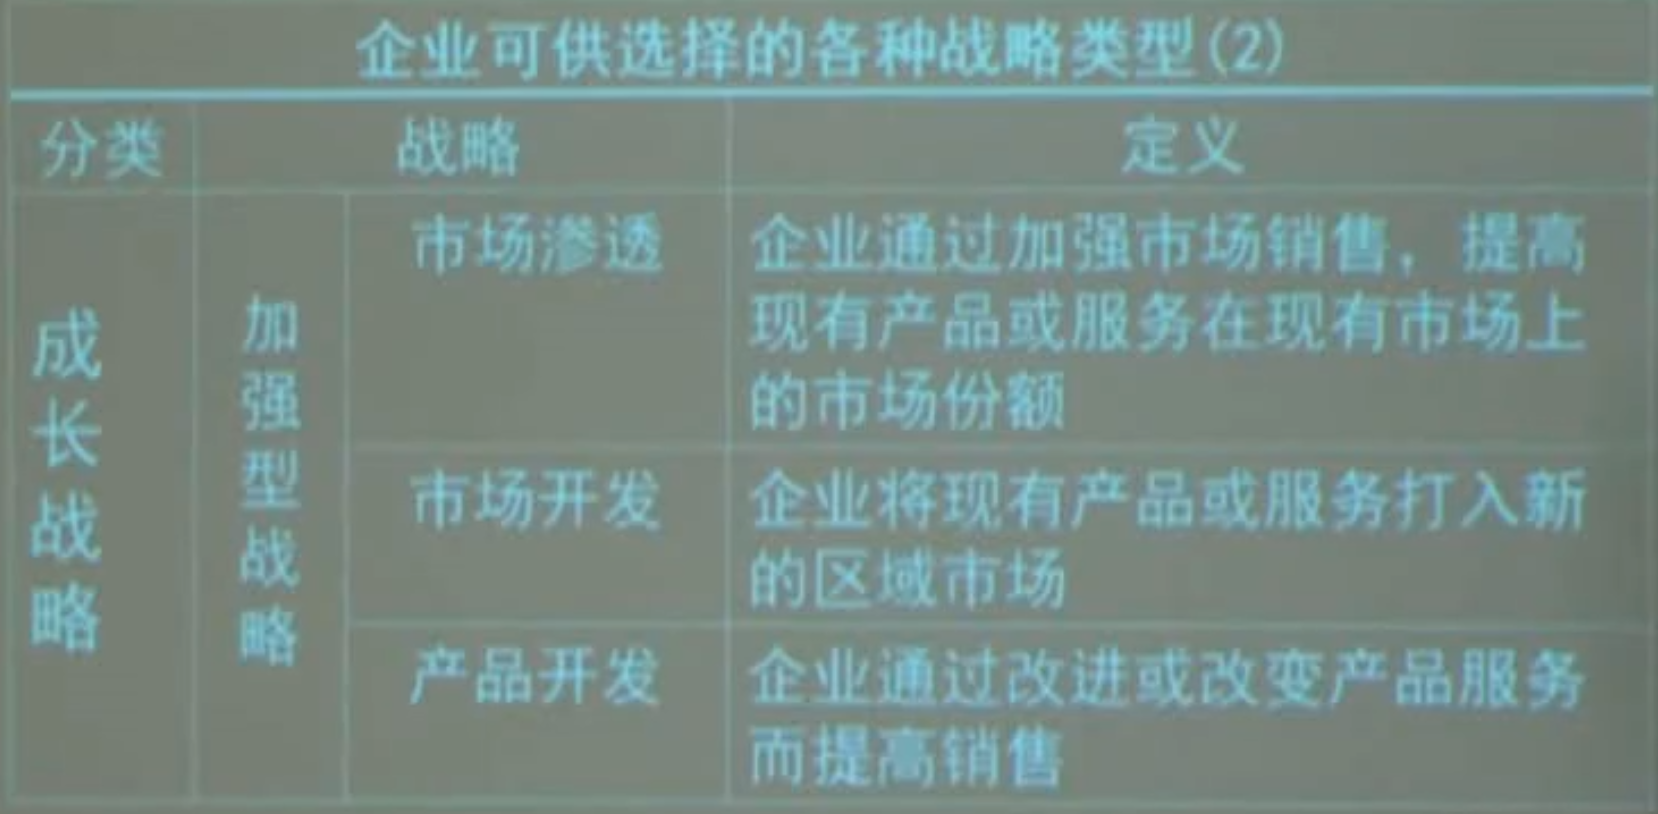 企业可供选择的各种战略类型(2)
分类 战略 定义
成长战略
加强型战略
市场渗透
企业通过加强市场销售，提高
现有产品或服务在现有市场上
的市场份额
市场开发
企业将现有产品或服务打入新
的区域市场
产品开发
企业通过改进或改变产品服务
而提高销售